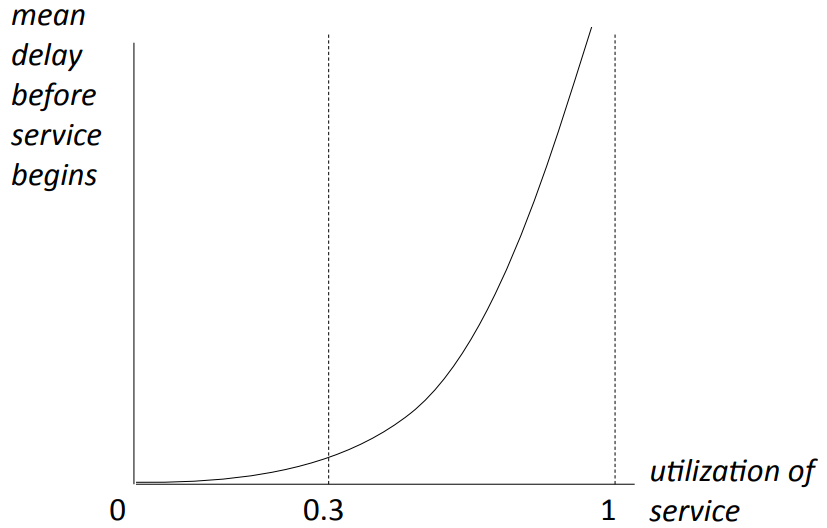 mean
delay
before
service
begins
0
0.3
1
utilization of
service